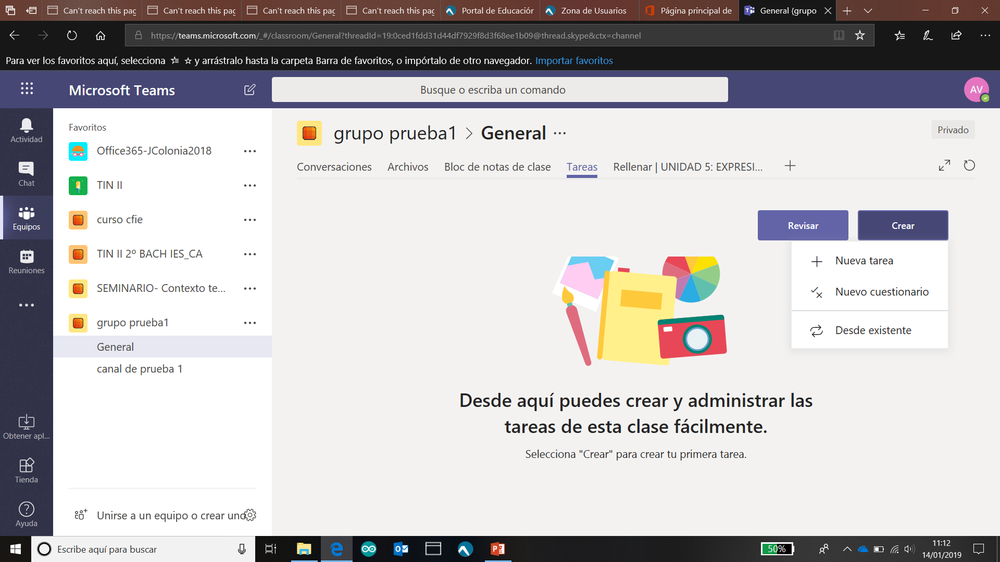 Can't reach this pag
Can't reach this pag
Can't reach this pag
Can't reach this pag
Portal de Educaciór
Zona de Usuarios
Página principal de
General (grupo
https://teams.microsoft.com/_#/classroom/General?threadId=19:0ced1fdd31d44df7929f8d3f68ee1b09@thread.skype&ctx=channel
Para ver los favoritos aquí, selecciona y arrástralo hasta la carpeta Barra de favoritos, o impórtalo de otro navegador. Importar favoritos
Microsoft Teams
Busque o escriba un comando
AV
Actividad
Chat
Equipos
Reuniones
Obtener apl...
Tienda
Ayuda
Favoritos
Office365-JColonia2018
TIN II
curso cfie
TIN II 2º BACH IES_CA
SEMINARIO- Contexto te...
grupo prueba1
General
canal de prueba 1
Unirse a un equipo o crear uno
grupo prueba1 > General ...
Privado
Conversaciones
Archivos
Bloc de notas de clase
Tareas
Rellenar | UNIDAD 5: EXPRESI...
Revisar
Crear
Nueva tarea
Nuevo cuestionario
Desde existente
Desde aquí puedes crear y administrar las
tareas de esta clase fácilmente.
Selecciona "Crear" para crear tu primera tarea.
Escribe aquí para buscar
50%
11:12
14/01/2019